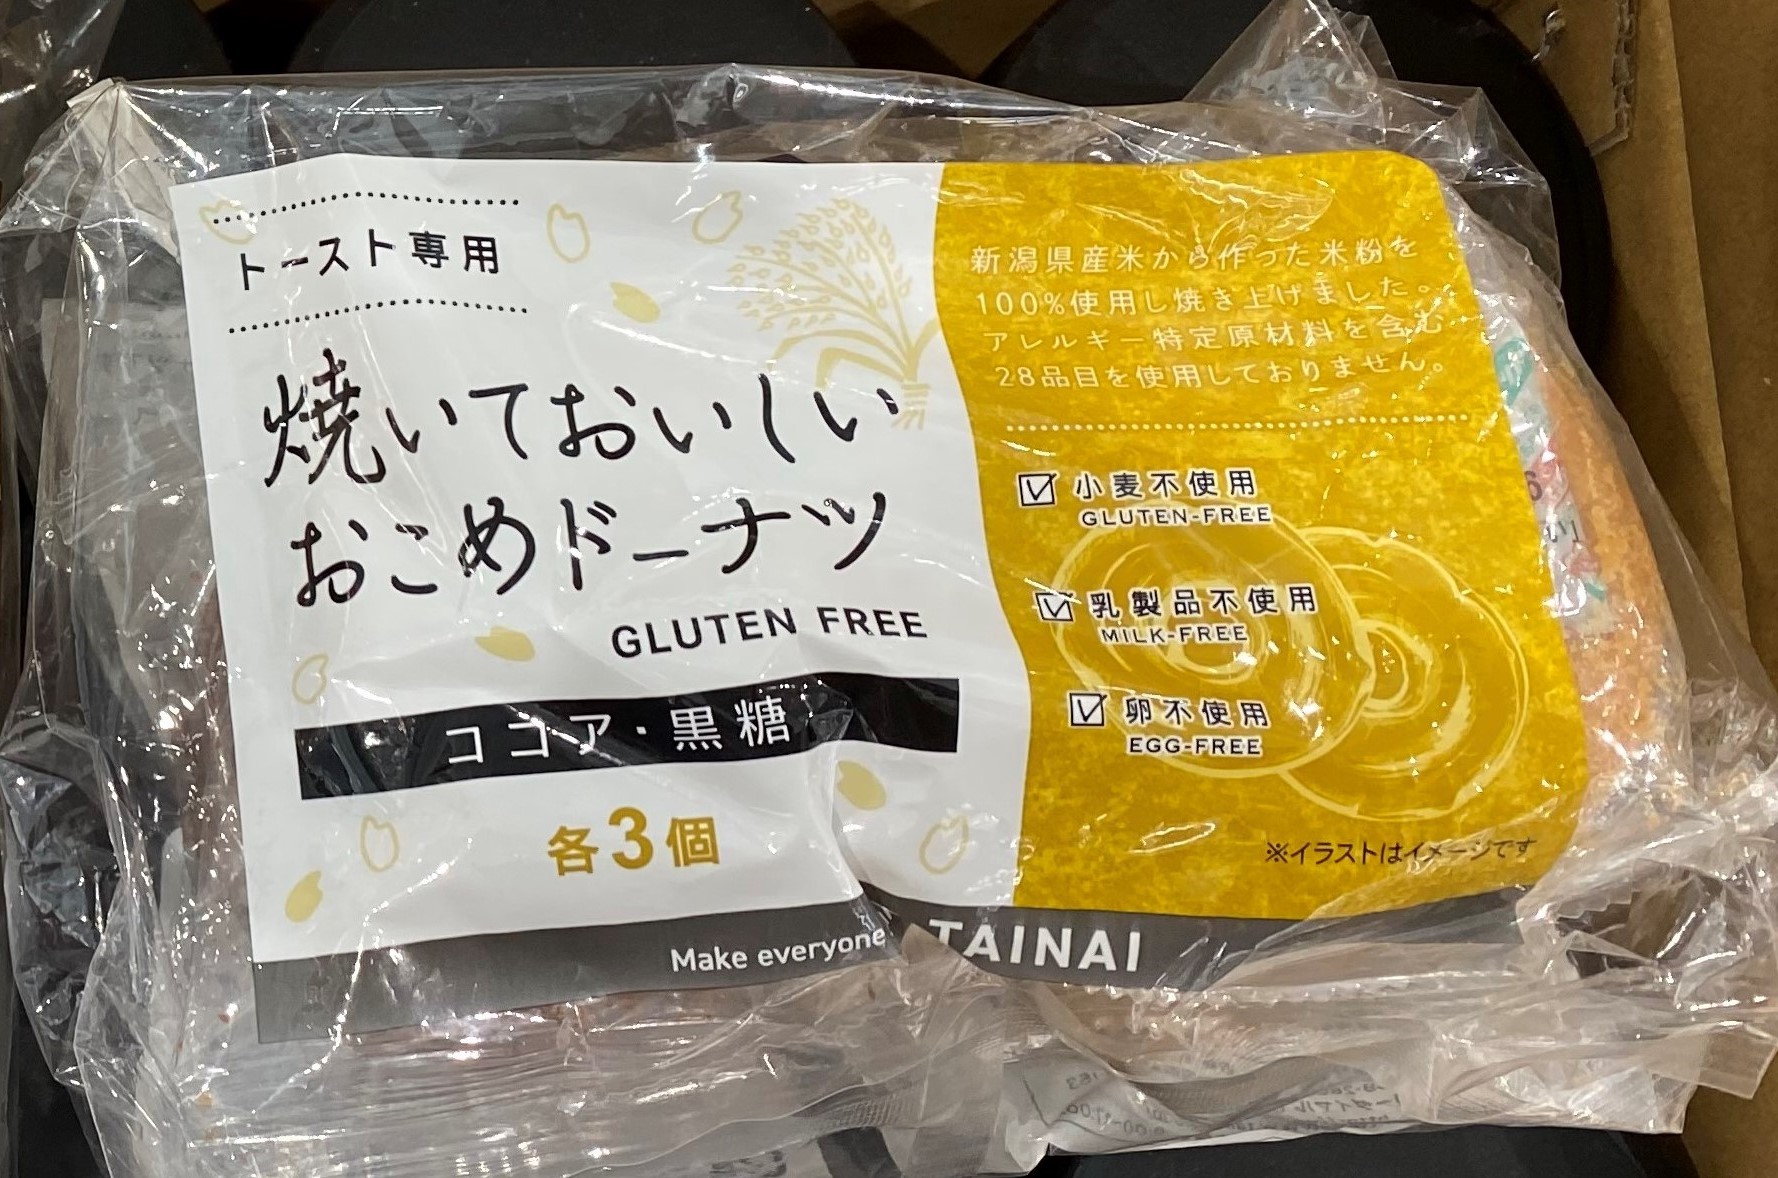 トースト専用
焼いておいしい
おこめドーナツ
GLUTEN FREE
ココア・黒糖
各3個
新潟県産米から作った米粉を
100%使用し焼き上げました。
アレルギー特定原材料を含む
28品目を使用しておりません。
小麦不使用
GLUTEN-FREE
乳製品不使用
MILK-FREE
卵不使用
EGG-FREE
※イラストはイメージです
Make everyone
TAINAI